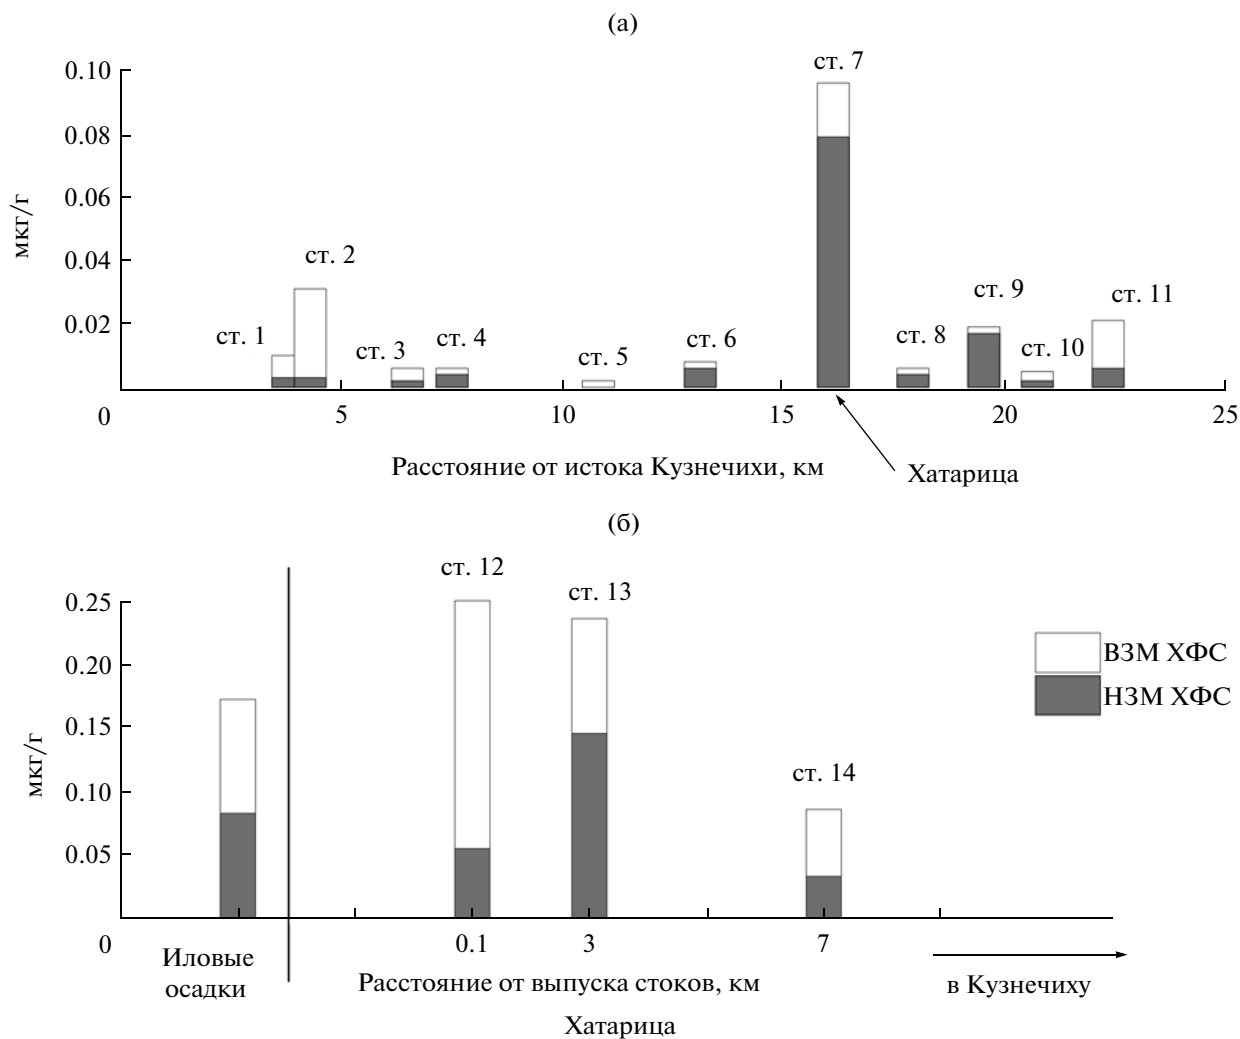 (а)
мкг/г
0.10
0.08
0.06
0.04
0.02
0
ст. 1
ст. 2
ст. 3
ст. 4
ст. 5
ст. 6
ст. 7
ст. 8
ст. 9
ст. 10
ст. 11
5 10 15 20 25
Расстояние от истока Кузнечихи, км
Хатарица
(б)
мкг/г
0.25
0.20
0.15
0.10
0.05
0
ст. 12
ст. 13
ст. 14
ВЗМ ХФС
НЗМ ХФС
Иловые
осадки
0.1 3 7
Расстояние от выпуска стоков, км
в Кузнечиху
Хатарица